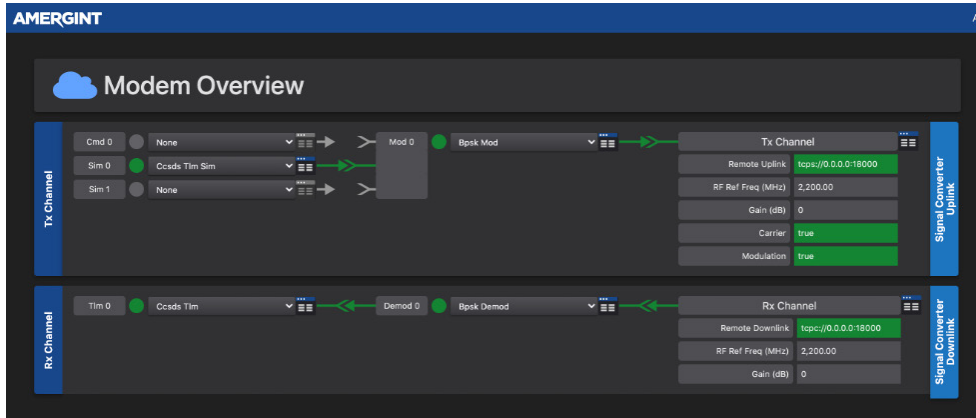 AMERGINT
Modem Overview
Tx Channel
Cmd 0
None
Mod 0
Bpsk Mod
Sim 0
Ccsds Tlm Sim
Sim 1
None
Tx Channel
Remote Uplink
tcps://0.0.0.0:18000
RF Ref Freq (MHz)
2,200.00
Gain (dB)
0
Carrier
true
Modulation
true
Signal Converter
Uplink
Rx Channel
Tlm 0
Ccsds Tlm
Demod 0
Bpsk Demod
Rx Channel
Remote Downlink
tcpc://0.0.0.0:18000
RF Ref Freq (MHz)
2,200.00
Gain (dB)
0
Signal Converter
Downlink